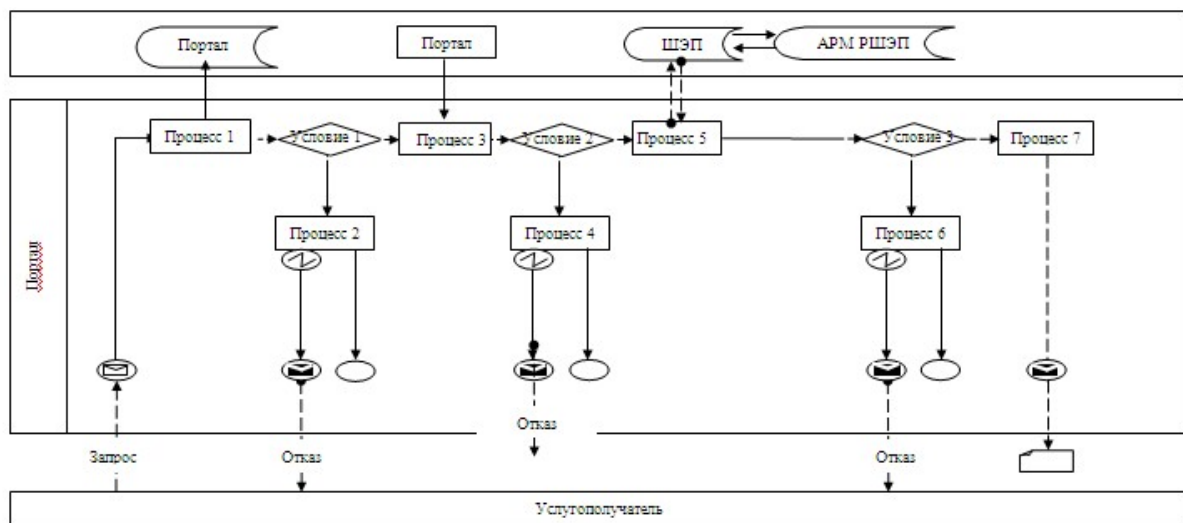 Портал
Портал
ШЭП
АРМ РШЭП
Процесс 1
Условие 1
Процесс 3
Условие 2
Процесс 5
Условие 3
Процесс 7
Процесс 2
Процесс 4
Процесс 6
Портал
Отказ
Запрос
Отказ
Отказ
Услугополучатель